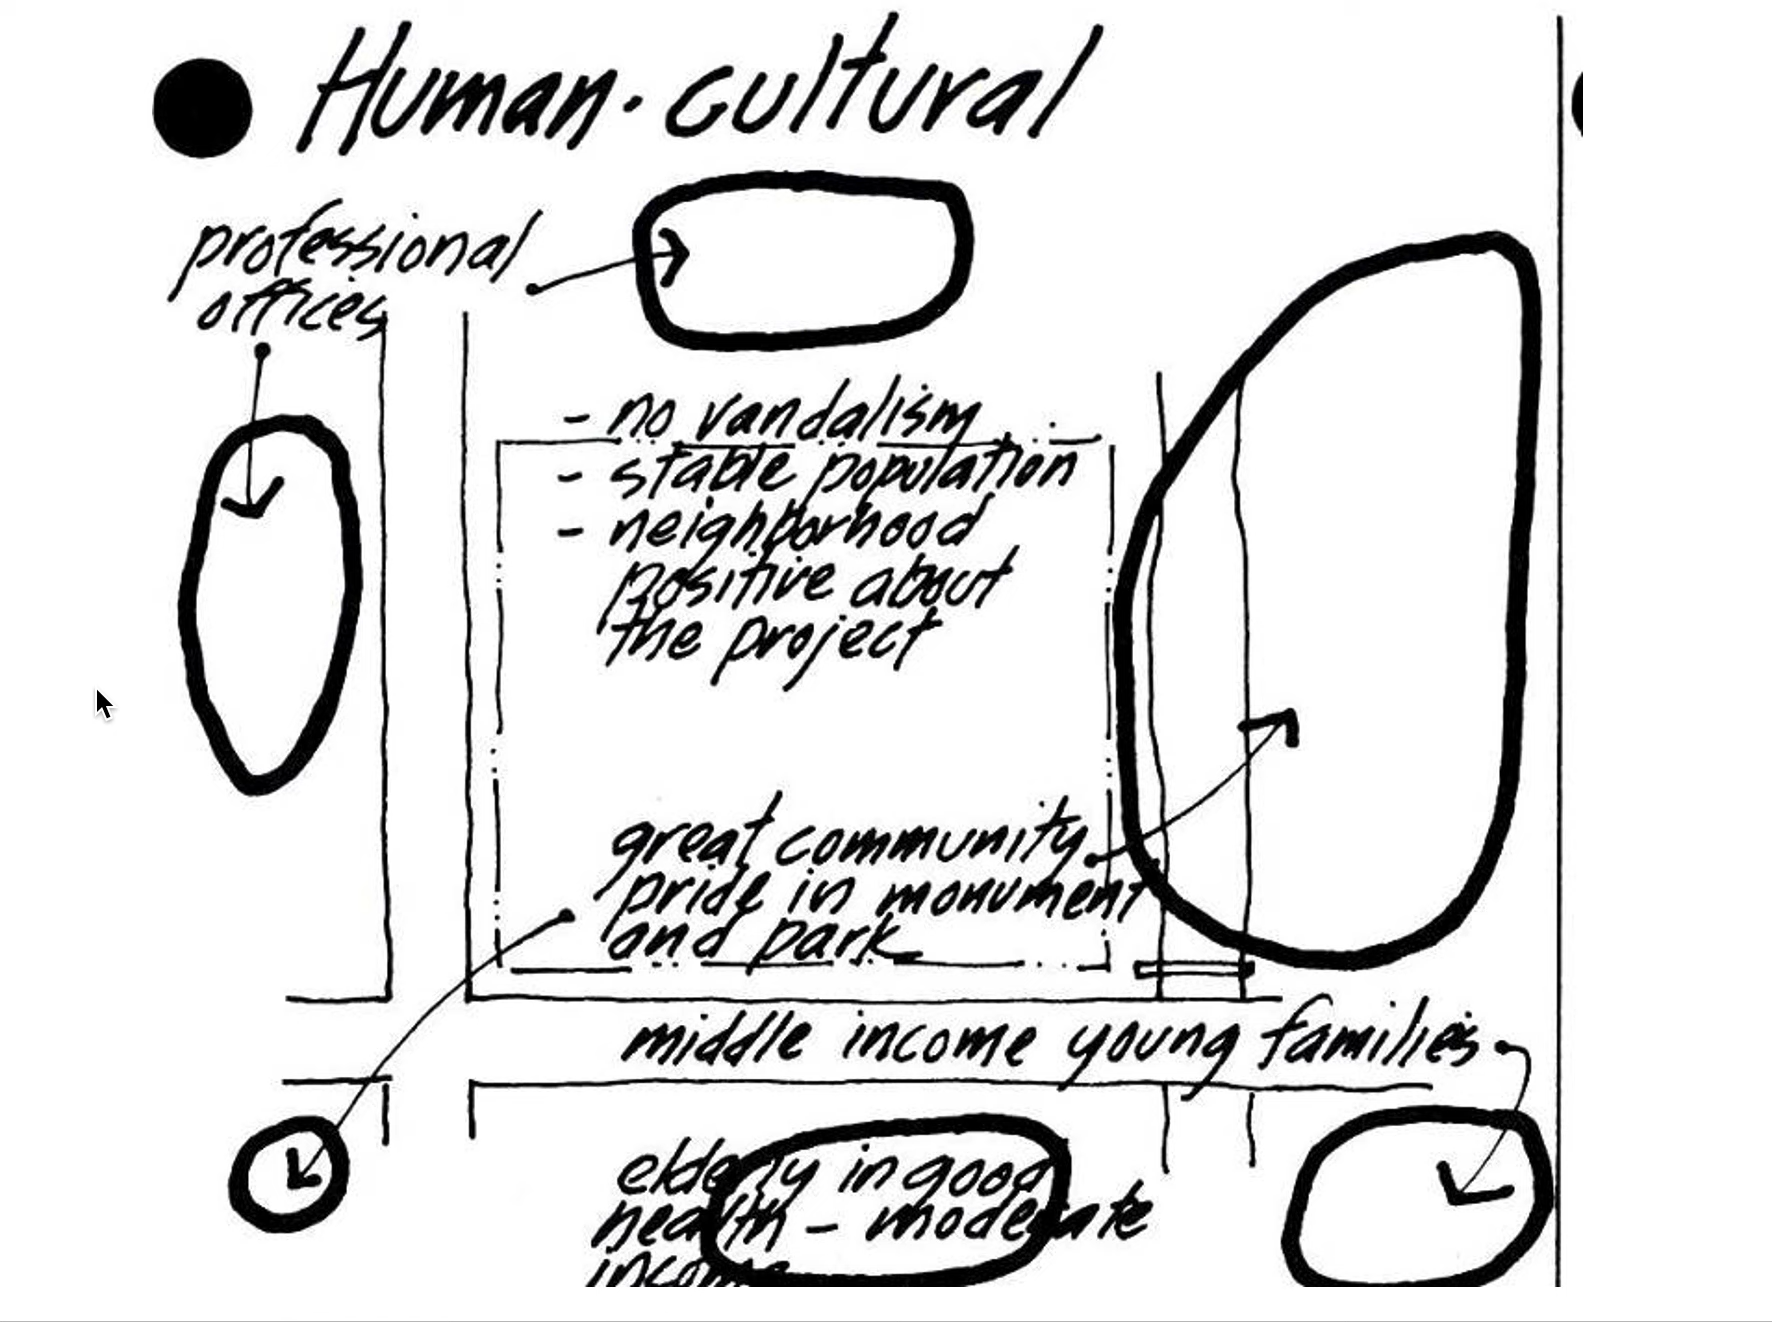 Human-cultural
professional
offices
- no vandalism
- stable population
- neighborhood
positive about
the project
great community
pride in monument
and park
middle income young families
elderly in good
health - moderate
income